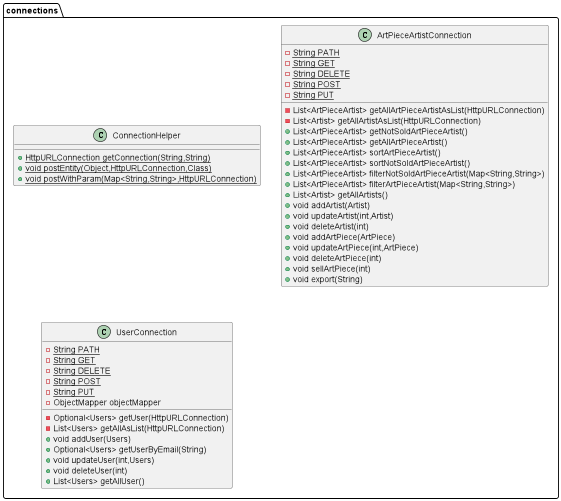 connections
C ConnectionHelper
HttpURLConnection getConnection(String,String)
void postEntity(Object,HttpURLConnection,Class)
void postWithParam(Map<String,String>,HttpURLConnection)
C ArtPieceArtistConnection
String PATH
String GET
String DELETE
String POST
String PUT
List<ArtPieceArtist> getAllArtPieceArtistAsList(HttpURLConnection)
List<Artist> getAllArtistAsList(HttpURLConnection)
List<ArtPieceArtist> getNotSoldArtPieceArtist()
List<ArtPieceArtist> getAllArtPieceArtist()
List<ArtPieceArtist> sortArtPieceArtist()
List<ArtPieceArtist> sortNotSoldArtPieceArtist()
List<ArtPieceArtist> filterNotSoldArtPieceArtist(Map<String,String>)
List<ArtPieceArtist> filterArtPieceArtist(Map<String,String>)
List<Artist> getAllArtists()
void addArtist(Artist)
void updateArtist(int,Artist)
void deleteArtist(int)
void addArtPiece(ArtPiece)
void updateArtPiece(int,ArtPiece)
void deleteArtPiece(int)
void sellArtPiece(int)
void export(String)
C UserConnection
String PATH
String GET
String DELETE
String POST
String PUT
ObjectMapper objectMapper
Optional<Users> getUser(HttpURLConnection)
List<Users> getAllAsList(HttpURLConnection)
void addUser(Users)
Optional<Users> getUserByEmail(String)
void updateUser(int,Users)
void deleteUser(int)
List<Users> getAllUser()